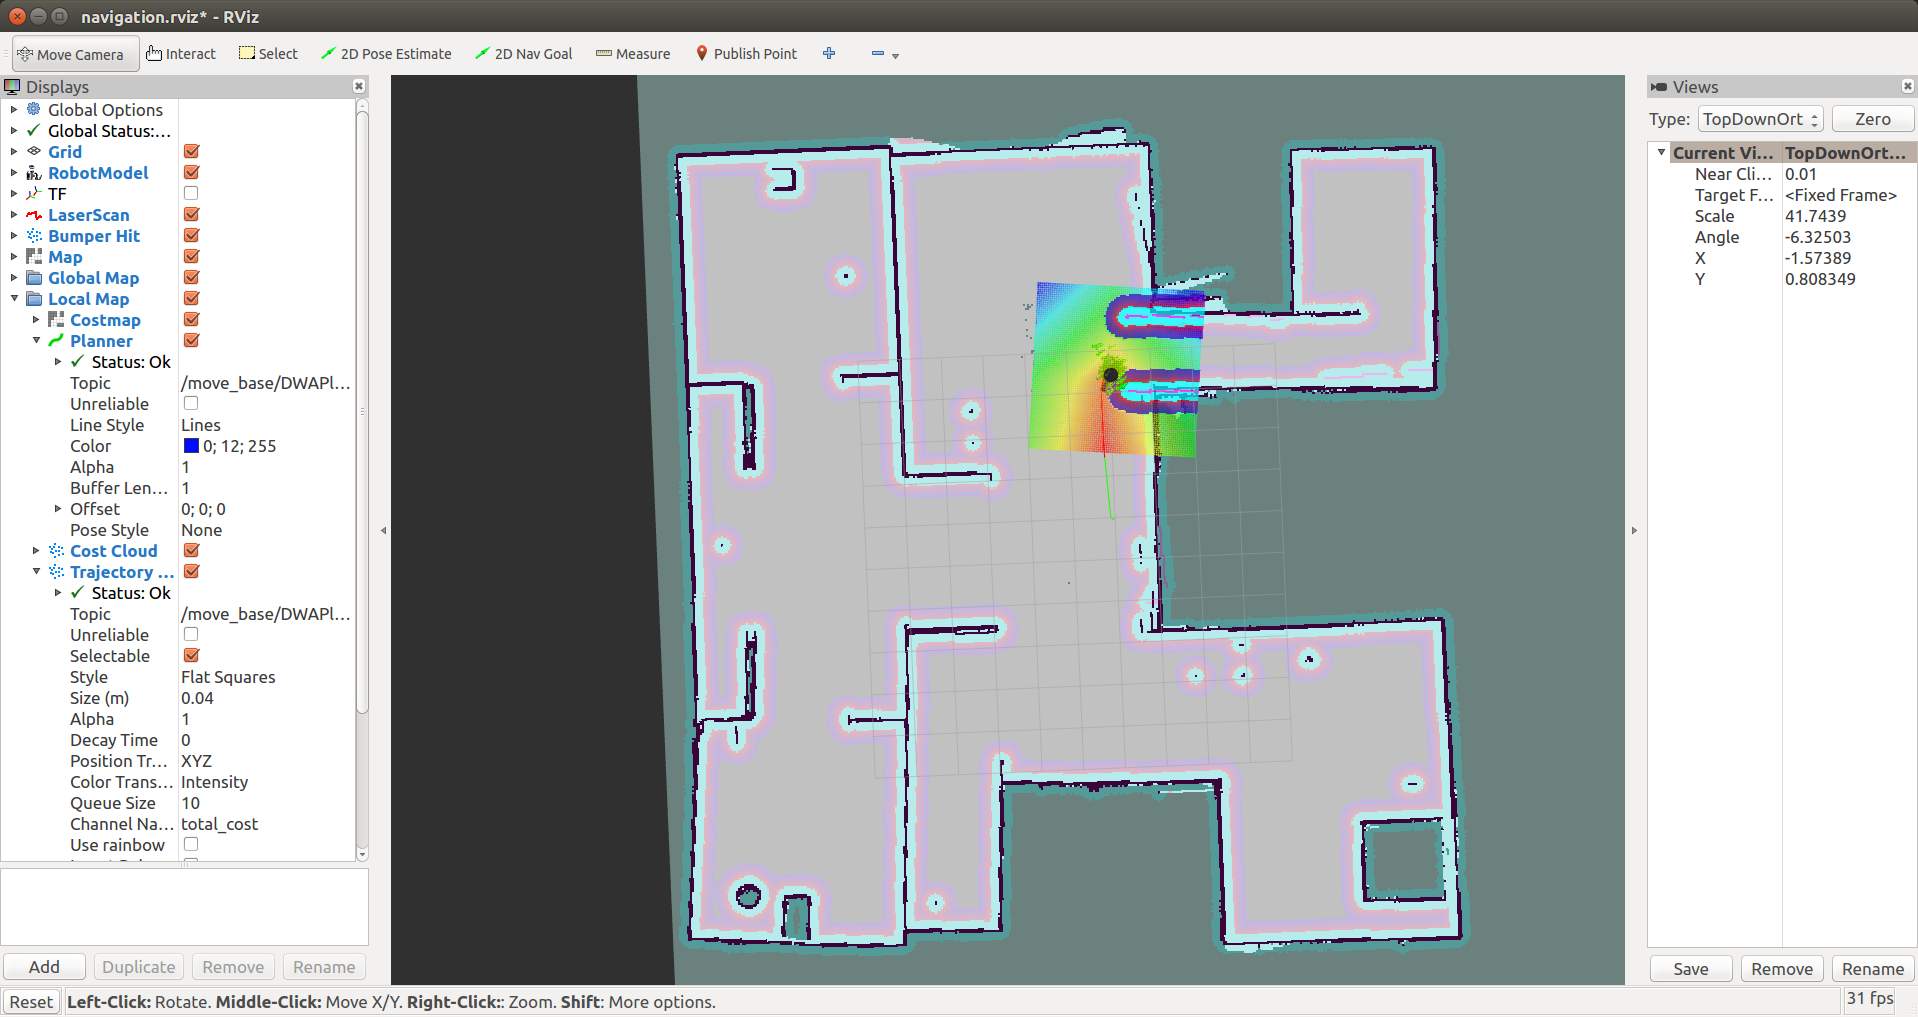 navigation.rviz* - RViz
Move Camera Interact Select 2D Pose Estimate 2D Nav Goal Measure Publish Point
Displays
Global Options
Global Status:...
Grid
RobotModel
TF
LaserScan
Bumper Hit
Map
Global Map
Local Map
Costmap
Planner
Status: Ok
Topic /move_base/DWAPl...
Unreliable
Line Style Lines
Color 0; 12; 255
Alpha 1
Buffer Len... 1
Offset 0; 0; 0
Pose Style None
Cost Cloud
Trajectory ...
Status: Ok
Topic /move_base/DWAPl...
Unreliable
Selectable
Style Flat Squares
Size (m) 0.04
Alpha 1
Decay Time 0
Position Tr... XYZ
Color Trans... Intensity
Queue Size 10
Channel Na... total_cost
Use rainbow
Add Duplicate Remove Rename
Views
Type: TopDownOrt Zero
Current Vi... TopDownOrt...
Near Cli... 0.01
Target F... <Fixed Frame>
Scale 41.7439
Angle -6.32503
X -1.57389
Y 0.808349
Save Remove Rename
Reset Left-Click: Rotate. Middle-Click: Move X/Y. Right-Click:: Zoom. Shift: More options. 31 fps